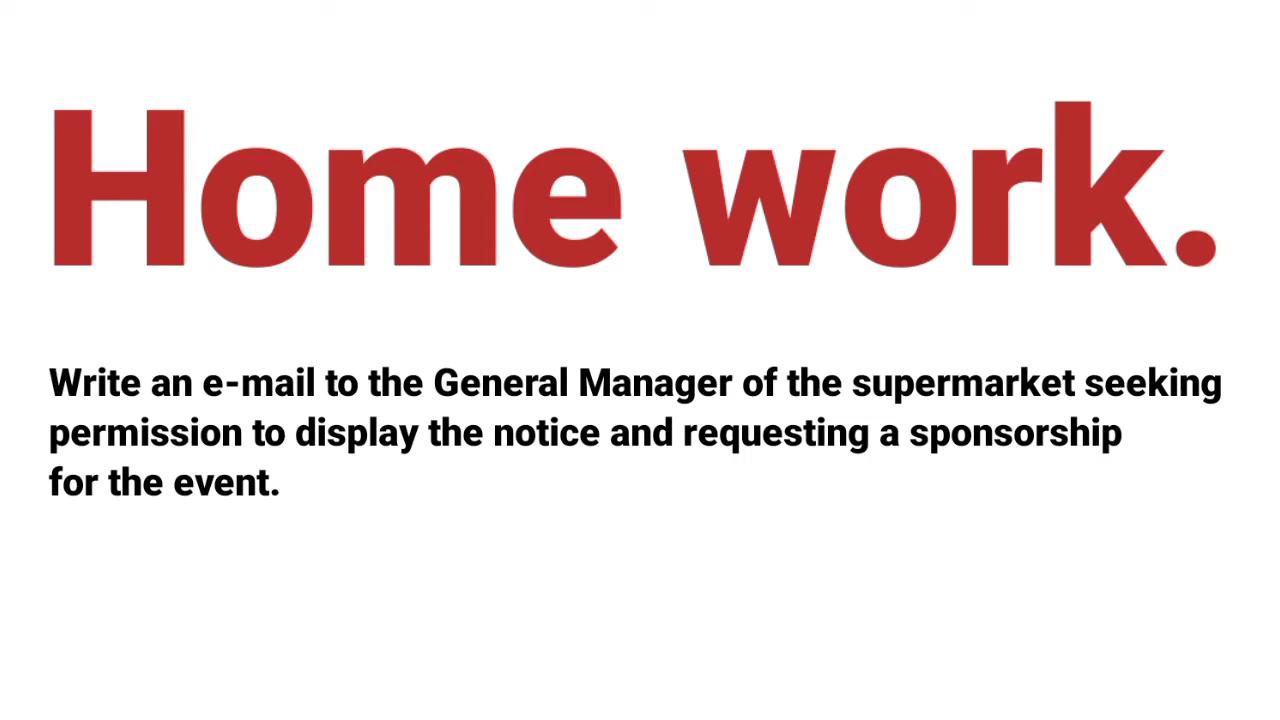 Home work.
Write an e-mail to the General Manager of the supermarket seeking
permission to display the notice and requesting a sponsorship
for the event.